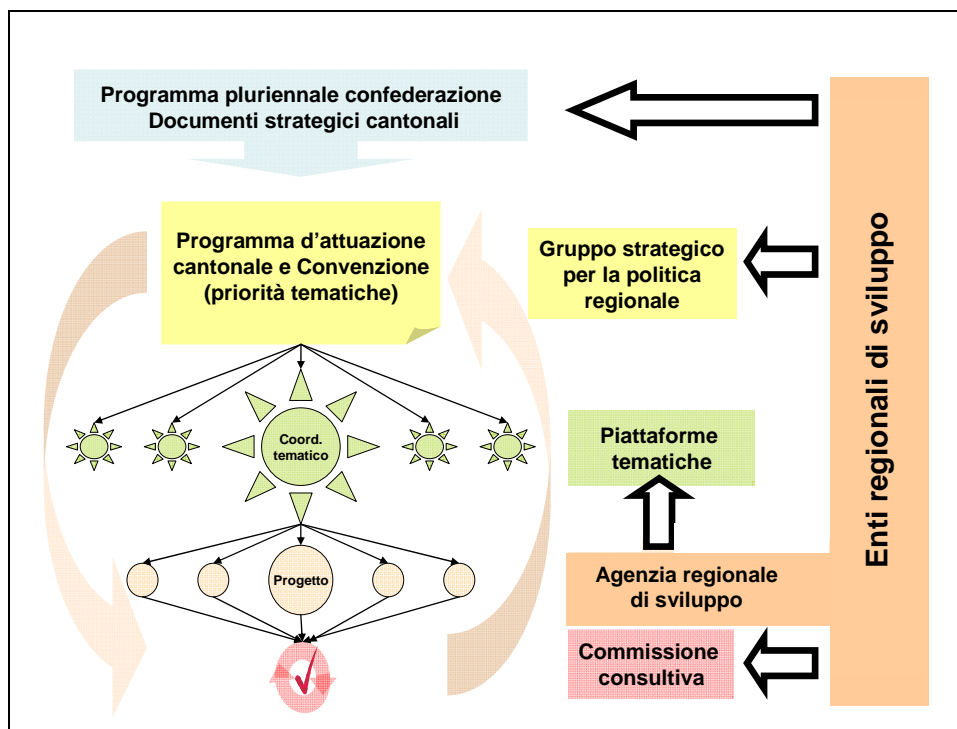 Programma pluriennale confederazione
Documenti strategici cantonali
Programma d'attuazione
cantonale e Convenzione
(priorità tematiche)
Gruppo strategico
per la politica
regionale
Coord.
tematico
Piattaforme
tematiche
Progetto
Agenzia regionale
di sviluppo
Commissione
consultiva
Enti regionali di sviluppo